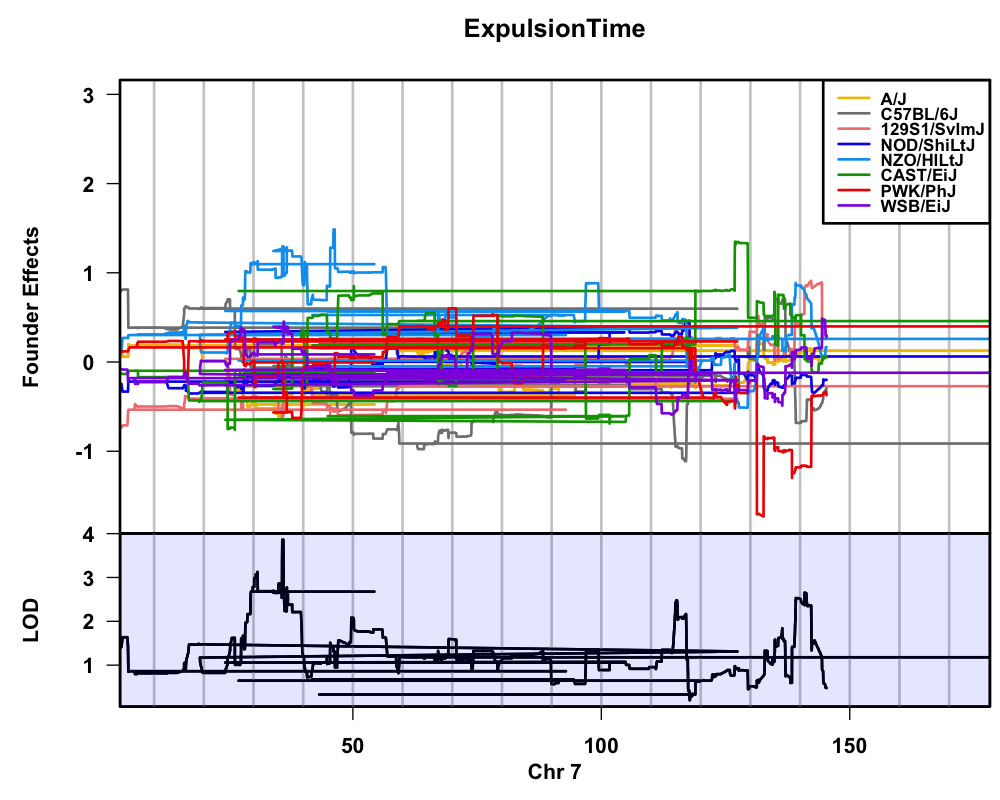 ExpulsionTime
3
2
1
0
-1
Founder Effects
A/J
C57BL/6J
129S1/SvImJ
NOD/ShiLtJ
NZO/HlLtJ
CAST/EiJ
PWK/PhJ
WSB/EiJ
4
3
2
1
LOD
50 100 150
Chr 7